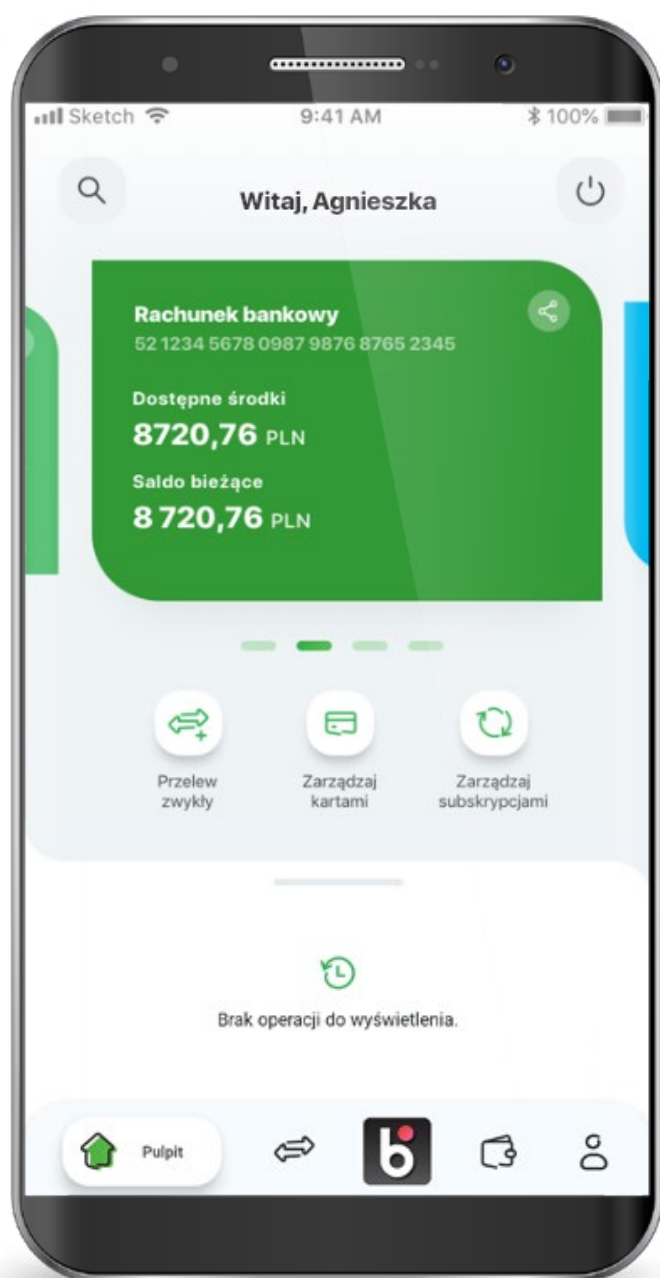 Sketch
9:41 AM
100%
Witaj, Agnieszka
Rachunek bankowy
52 1234 5678 0987 9876 8765 2345
Dostępne środki
8720,76 PLN
Saldo bieżące
8 720,76 PLN
Przelew
zwykły
Zarządzaj
kartami
Zarządzaj
subskrypcjami
Brak operacji do wyświetlenia.
Pulpit
b